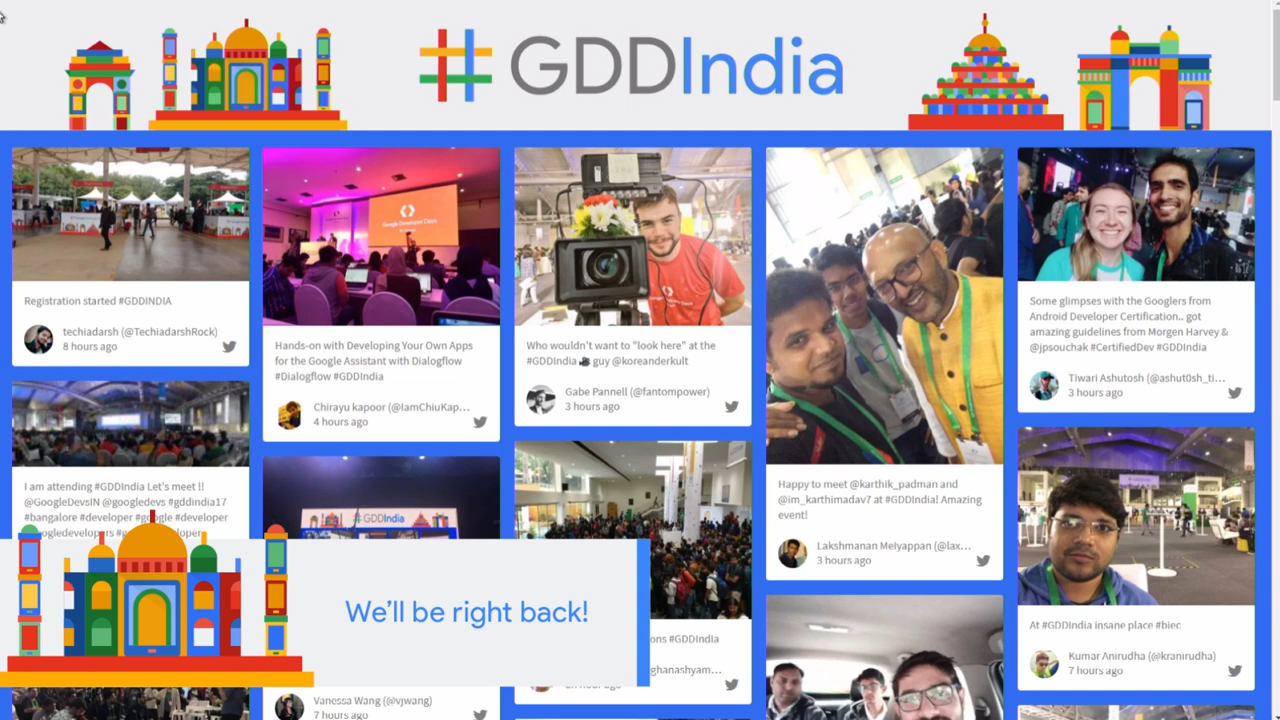 #GDDIndia
Registration started #GDDINDIA
techiadarsh (@TechiadarshRock)
8 hours ago
I am attending #GDDIndia Let's meet !!
@GoogleDevsIN @googledevs #gddindia17
#bangalore #developer #google #developer
Google Developer Days
Hands-on with Developing Your Own Apps
for the Google Assistant with Dialogflow
#Dialogflow #GDDIndia
Chirayu kapoor (@IamChiuKap...
4 hours ago
#GDDIndia
Vanessa Wang (@vjwang)
7 hours ago
Who wouldn't want to "look here" at the
#GDDIndia 🎥 guy @koreanderkult
Gabe Pannell (@fantompower)
3 hours ago
#GDDIndia
Happy to meet @karthik_padman and
@im_karthimadav7 at #GDDIndia! Amazing
event!
Lakshmanan Meiyappan (@lax...
3 hours ago
Some glimpses with the Googlers from
Android Developer Certification.. got
amazing guidelines from Morgen Harvey &
@jpsouchak #CertifiedDev #GDDIndia
Tiwari Ashutosh (@ashut0sh_ti...
3 hours ago
At #GDDIndia insane place #biec
Kumar Anirudha (@kranirudha)
7 hours ago
We'll be right back!